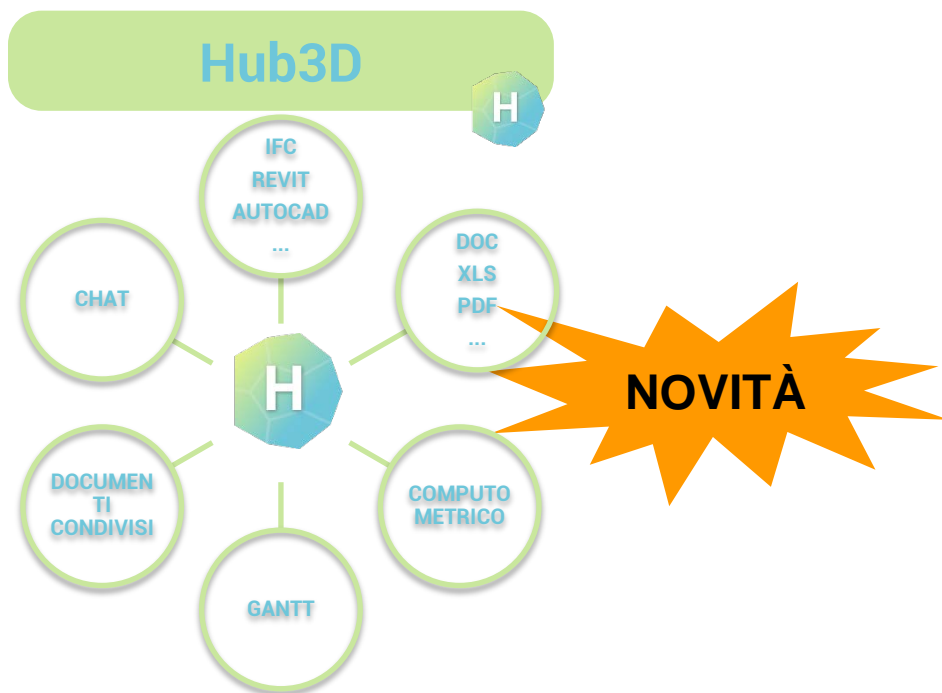 Hub3D
H
IFC
REVIT
AUTOCAD
...
DOC
XLS
PDF
...
CHAT
H
NOVITÀ
DOCUMEN
TI
CONDIVISI
COMPUTO
METRICO
GANTT